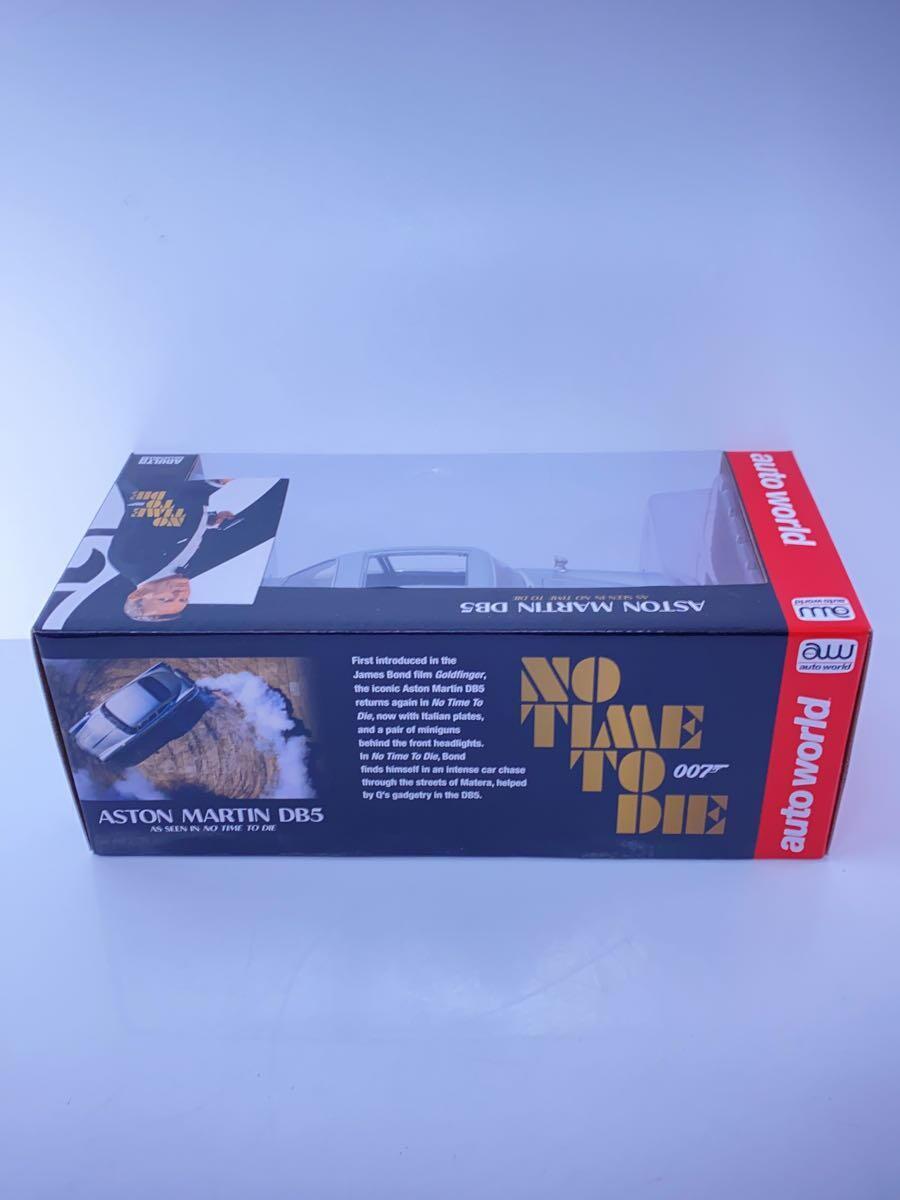 ADULTS
NO
TIME
TO
DIE
auto world
ASTON MARTIN DB5
AS SEEN IN NO TIME TO DIE
aw
auto world
aw
auto world
First introduced in the
James Bond film Goldfinger,
the iconic Aston Martin DB5
returns again in No Time To
Die, now with Italian plates,
and a pair of miniguns
behind the front headlights.
In No Time To Die, Bond
finds himself in an intense car chase
through the streets of Matera, helped
by Q's gadgetry in the DB5.
ASTON MARTIN DB5
AS SEEN IN NO TIME TO DIE
NO
TIME
TO
DIE
007
auto world